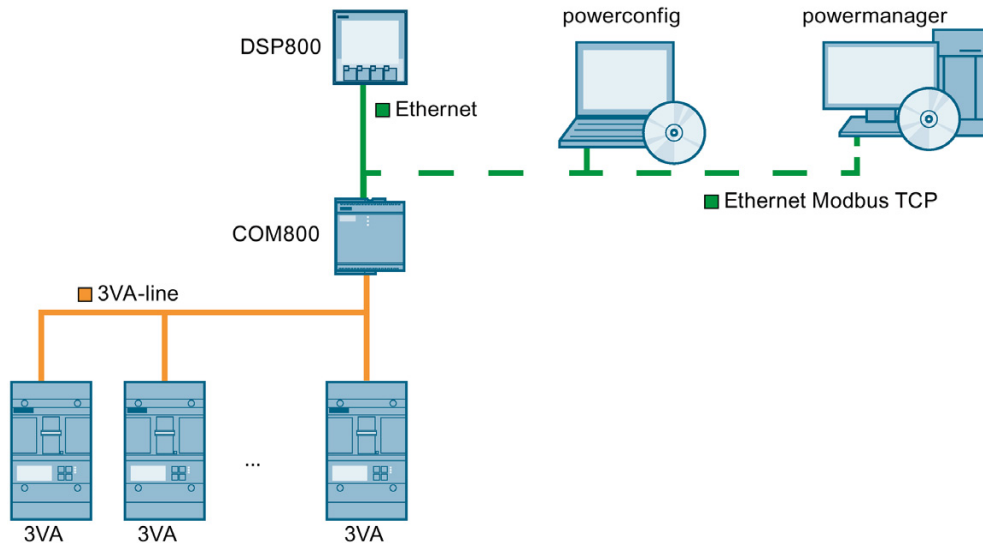 powerconfig
powermanager
DSP800
Ethernet
Ethernet Modbus TCP
COM800
3VA-line
...
3VA
3VA
3VA